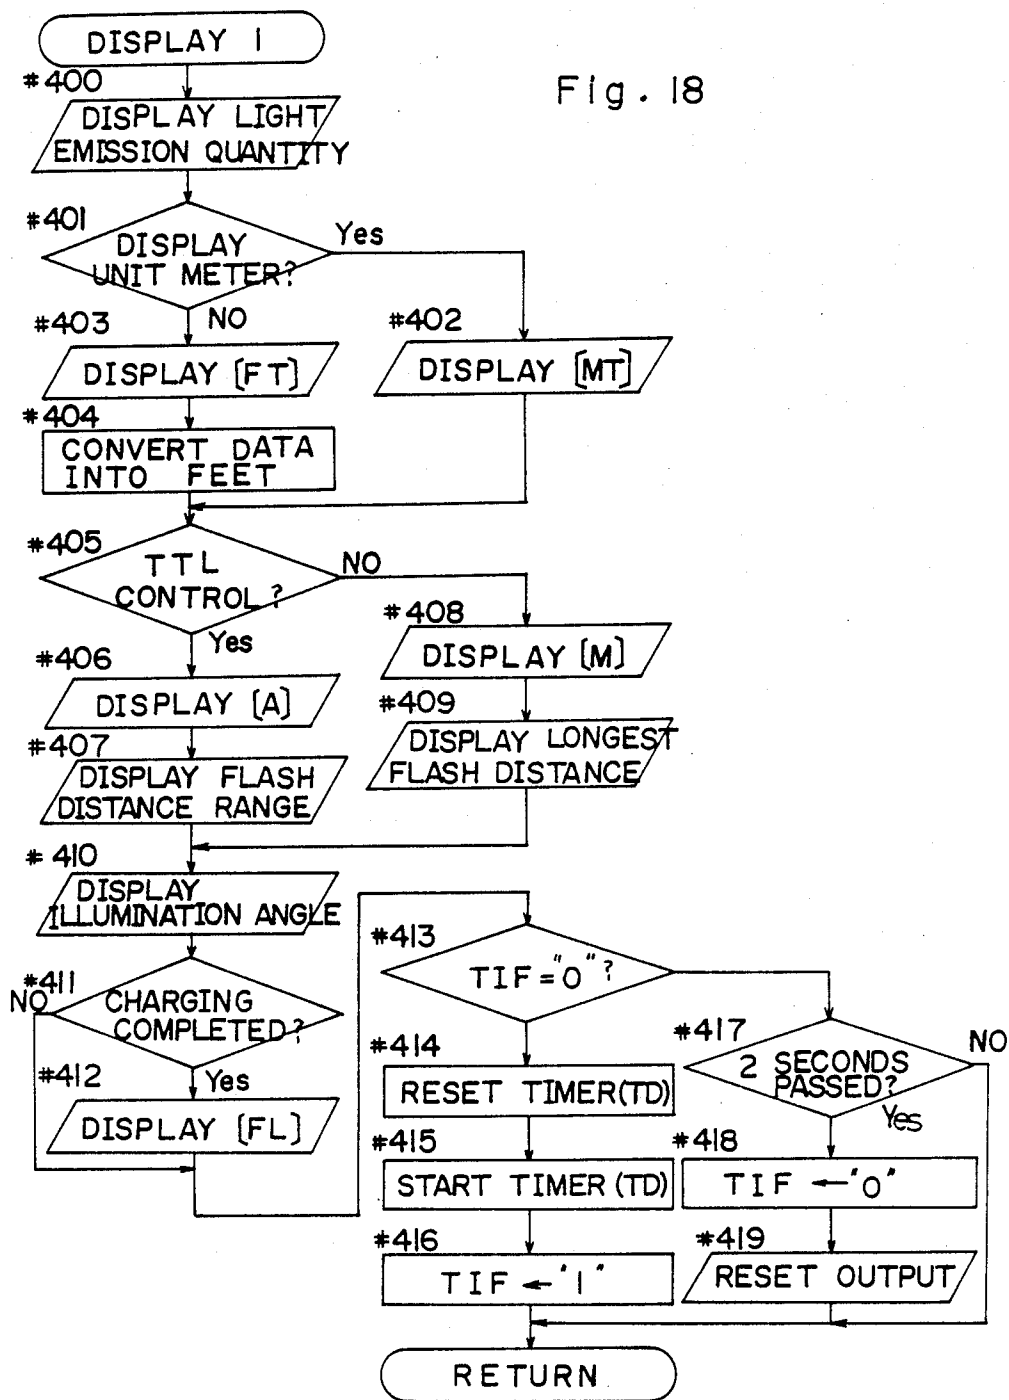 DISPLAY 1
Fig. 18
#400
DISPLAY LIGHT
EMISSION QUANTITY
#401
DISPLAY
UNIT METER?
Yes
NO
#403
DISPLAY [FT]
#402
DISPLAY [MT]
#404
CONVERT DATA
INTO FEET
#405
TTL
CONTROL?
NO
Yes
#406
DISPLAY [A]
#407
DISPLAY FLASH
DISTANCE RANGE
#408
DISPLAY [M]
#409
DISPLAY LONGEST
FLASH DISTANCE
#410
DISPLAY
ILLUMINATION ANGLE
#411
NO
CHARGING
COMPLETED?
Yes
#412
DISPLAY [FL]
#413
TIF="0"?
#414
RESET TIMER(TD)
#415
START TIMER(TD)
#416
TIF ← "1"
#417
2 SECONDS
PASSED?
NO
Yes
#418
TIF ← "0"
#419
RESET OUTPUT
RETURN